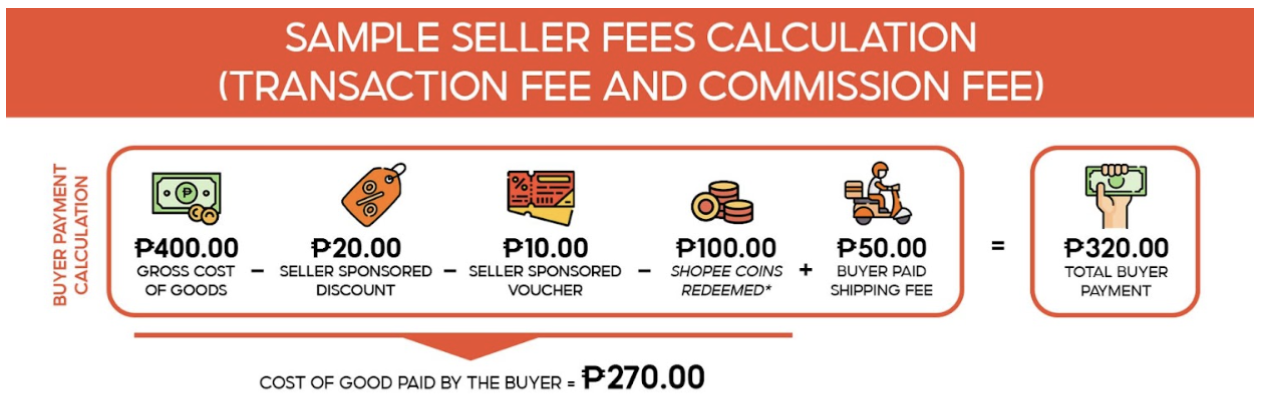 SAMPLE SELLER FEES CALCULATION
(TRANSACTION FEE AND COMMISSION FEE)
BUYER PAYMENT
CALCULATION
₱400.00
GROSS COST
OF GOODS
−
₱20.00
SELLER SPONSORED
DISCOUNT
−
₱10.00
SELLER SPONSORED
VOUCHER
−
₱100.00
SHOPEE COINS
REDEEMED*
+
₱50.00
BUYER PAID
SHIPPING FEE
=
₱320.00
TOTAL BUYER
PAYMENT
COST OF GOOD PAID BY THE BUYER = ₱270.00